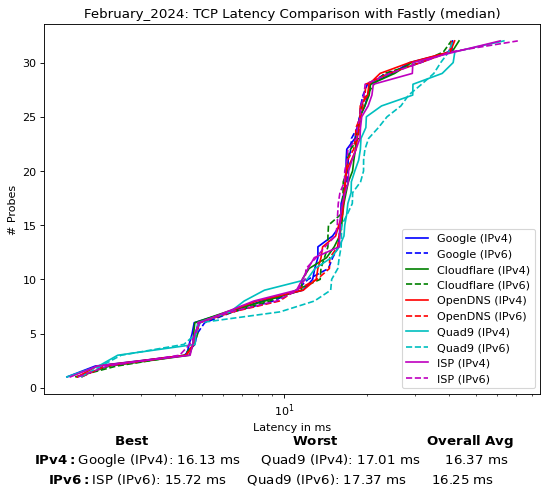 February_2024: TCP Latency Comparison with Fastly (median)
# Probes
30
25
20
15
10
5
0
Google (IPv4)
Google (IPv6)
Cloudflare (IPv4)
Cloudflare (IPv6)
OpenDNS (IPv4)
OpenDNS (IPv6)
Quad9 (IPv4)
Quad9 (IPv6)
ISP (IPv4)
ISP (IPv6)
10¹
Latency in ms
Best Worst Overall Avg
IPv4: Google (IPv4): 16.13 ms Quad9 (IPv4): 17.01 ms 16.37 ms
IPv6: ISP (IPv6): 15.72 ms Quad9 (IPv6): 17.37 ms 16.25 ms